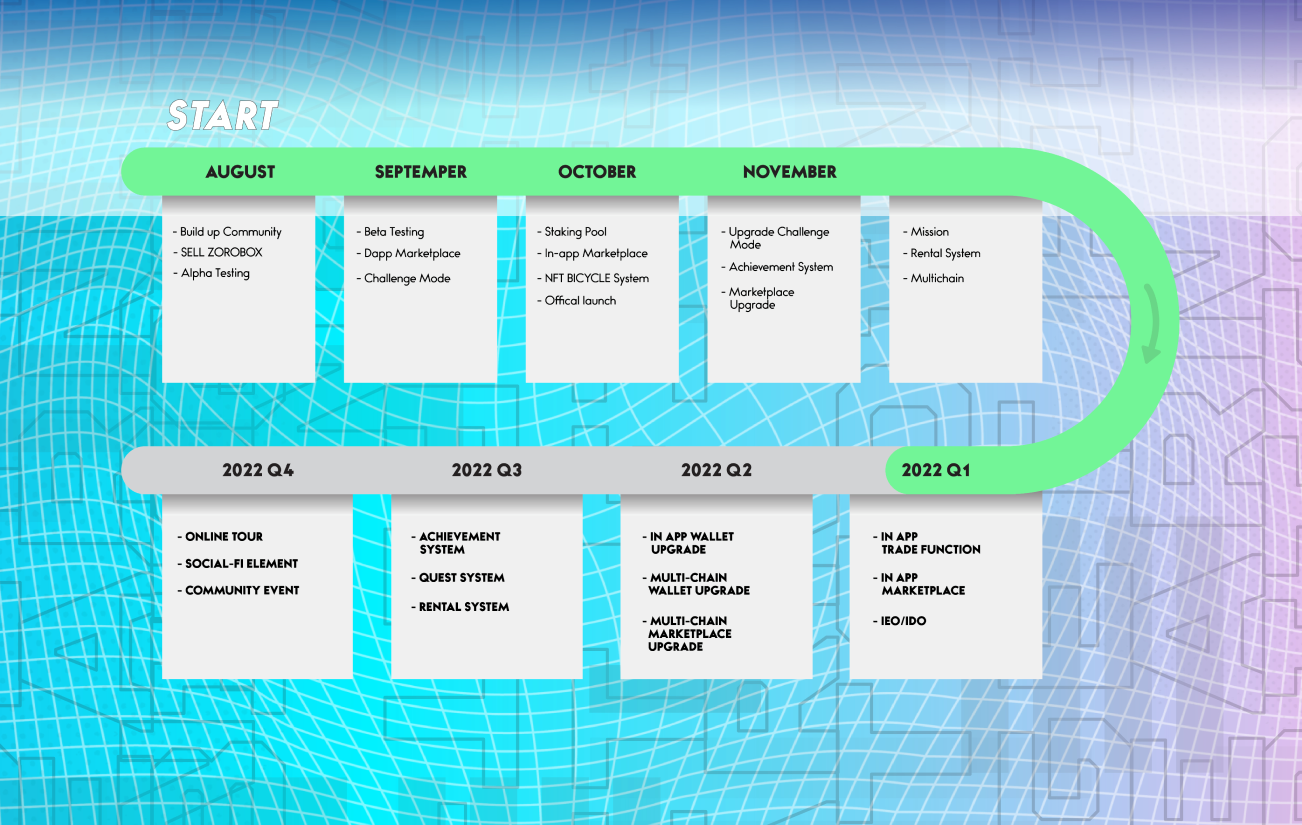 START
AUGUST
SEPTEMPER
OCTOBER
NOVEMBER
- Build up Community
- SELL ZOROBOX
- Alpha Testing
- Beta Testing
- Dapp Marketplace
- Challenge Mode
- Staking Pool
- In-app Marketplace
- NFT BICYCLE System
- Offical launch
- Upgrade Challenge
Mode
- Achievement System
- Marketplace
Upgrade
- Mission
- Rental System
- Multichain
2022 Q4
2022 Q3
2022 Q2
2022 Q1
- ONLINE TOUR
- SOCIAL-FI ELEMENT
- COMMUNITY EVENT
- ACHIEVEMENT
SYSTEM
- QUEST SYSTEM
- RENTAL SYSTEM
- IN APP WALLET
UPGRADE
- MULTI-CHAIN
WALLET UPGRADE
- MULTI-CHAIN
MARKETPLACE
UPGRADE
- IN APP
TRADE FUNCTION
- IN APP
MARKETPLACE
- IEO/IDO